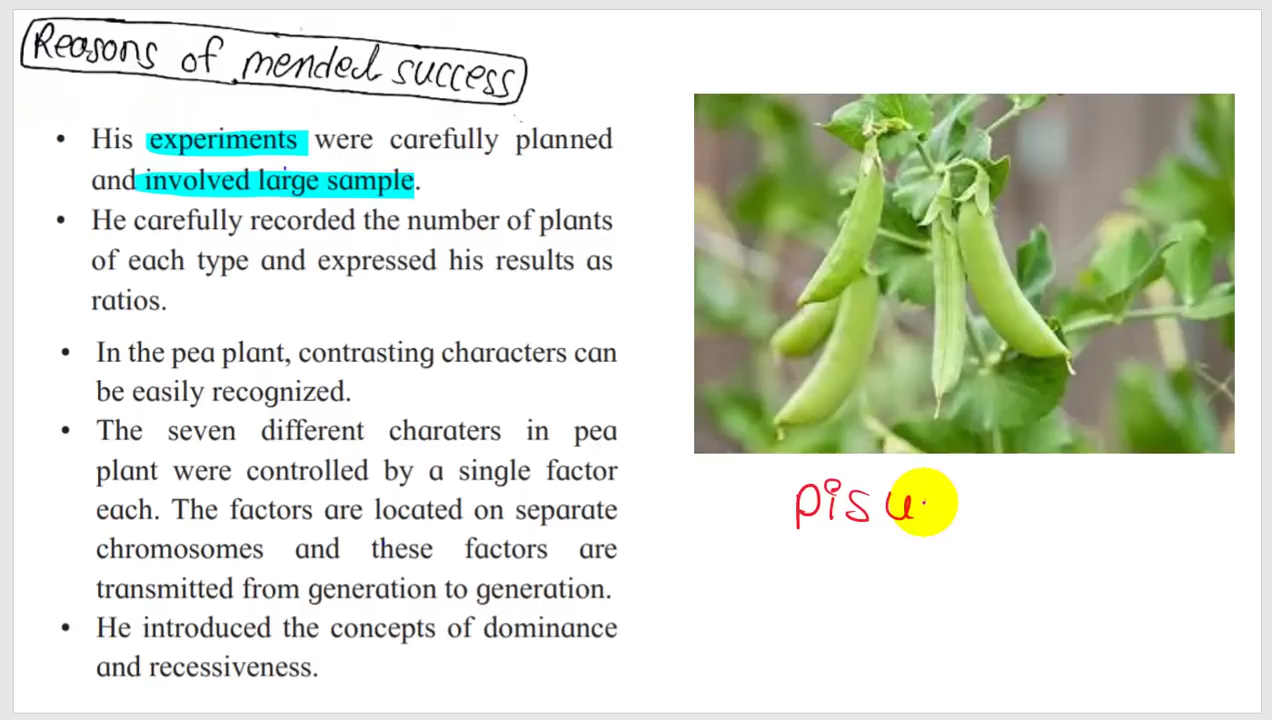 Reasons of mended success
• His experiments were carefully planned
and involved large sample.
• He carefully recorded the number of plants
of each type and expressed his results as
ratios.
• In the pea plant, contrasting characters can
be easily recognized.
• The seven different charaters in pea
plant were controlled by a single factor
each. The factors are located on separate
chromosomes and these factors are
transmitted from generation to generation.
• He introduced the concepts of dominance
and recessiveness.
pisu